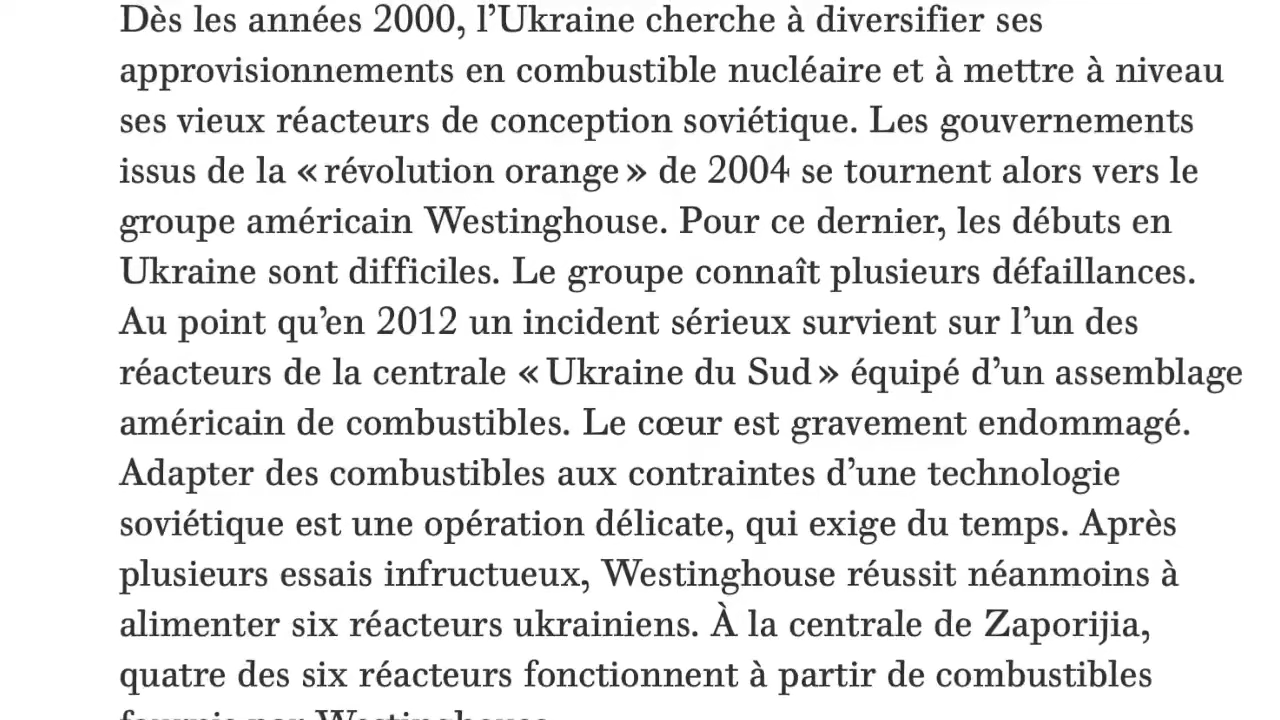 Dès les années 2000, l’Ukraine cherche à diversifier ses
approvisionnements en combustible nucléaire et à mettre à niveau
ses vieux réacteurs de conception soviétique. Les gouvernements
issus de la « révolution orange » de 2004 se tournent alors vers le
groupe américain Westinghouse. Pour ce dernier, les débuts en
Ukraine sont difficiles. Le groupe connaît plusieurs défaillances.
Au point qu’en 2012 un incident sérieux survient sur l’un des
réacteurs de la centrale « Ukraine du Sud » équipé d’un assemblage
américain de combustibles. Le cœur est gravement endommagé.
Adapter des combustibles aux contraintes d’une technologie
soviétique est une opération délicate, qui exige du temps. Après
plusieurs essais infructueux, Westinghouse réussit néanmoins à
alimenter six réacteurs ukrainiens. À la centrale de Zaporijia,
quatre des six réacteurs fonctionnent à partir de combustibles
fournis par Westinghouse.